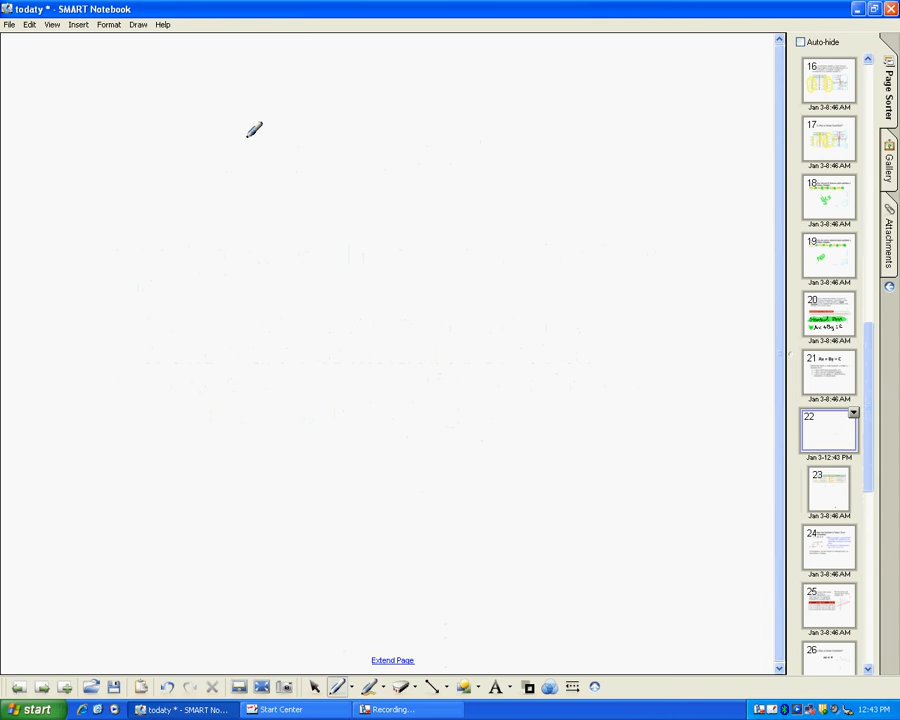 todaty * - SMART Notebook
File Edit View Insert Format Draw Help
Auto-hide
Page Sorter
Gallery
Attachments
16
Jan 3-8:46 AM
17
Jan 3-8:46 AM
18
Jan 3-8:46 AM
19
Jan 3-8:46 AM
20
Ax + By = C
Jan 3-8:46 AM
21 Ax + By = C
Jan 3-8:46 AM
22
Jan 3-12:43 PM
23
Jan 3-8:46 AM
24
Jan 3-8:46 AM
25
Jan 3-8:46 AM
26
Extend Page
start
todaty * - SMART No...
Start Center
Recording...
12:43 PM